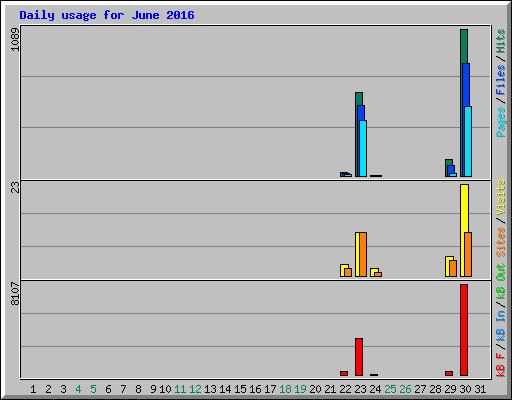 Daily usage for June 2016
1089
Pages / Files / Hits
23
Sites / Visits
8107
kB F / kB In / kB Out
1 2 3 4 5 6 7 8 9 10 11 12 13 14 15 16 17 18 19 20 21 22 23 24 25 26 27 28 29 30 31